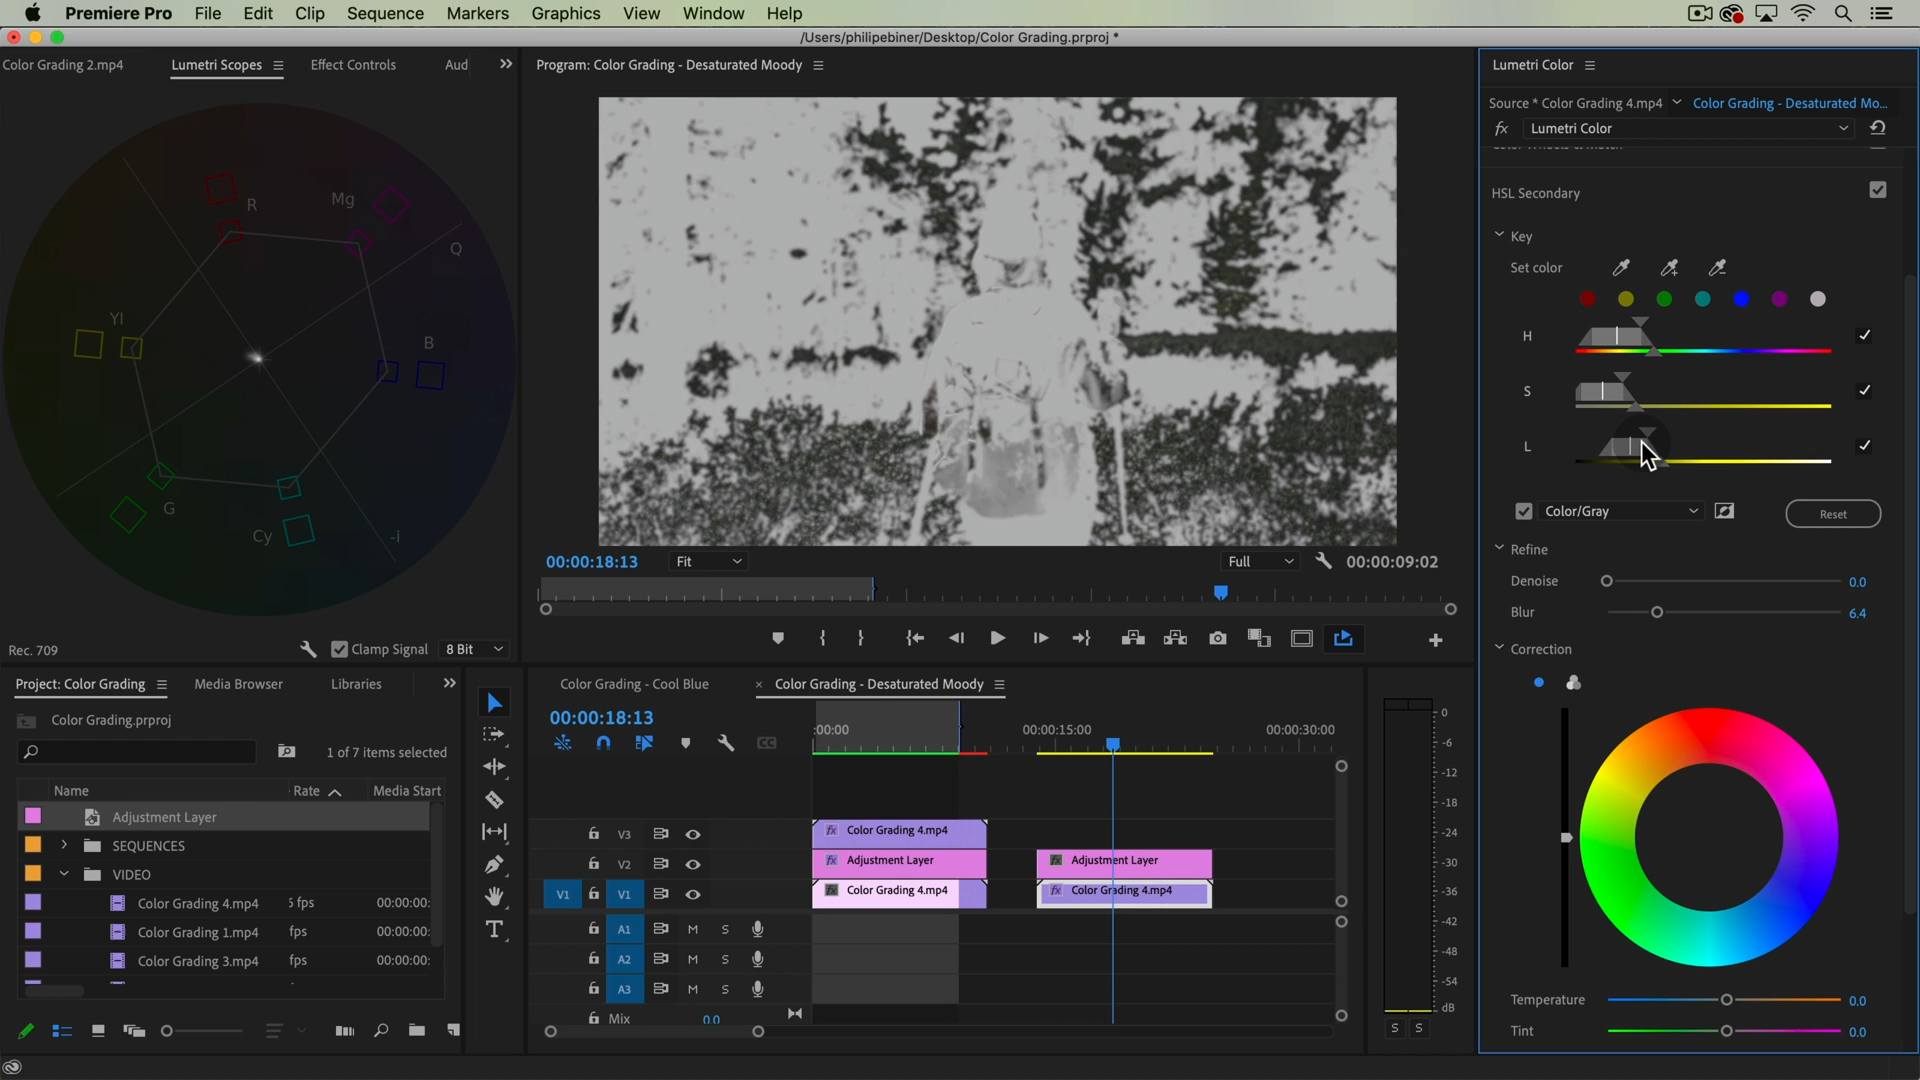 Premiere Pro File Edit Clip Sequence Markers Graphics View Window Help
/Users/philipebiner/Desktop/Color Grading.prproj *
Color Grading 2.mp4 Lumetri Scopes Effect Controls Aud
Program: Color Grading - Desaturated Moody
Lumetri Color
Source * Color Grading 4.mp4 Color Grading - Desaturated Mo...
fx Lumetri Color
HSL Secondary
Key
Set color
H
S
L
Color/Gray Reset
Refine
Denoise 0.0
Blur 6.4
Correction
Temperature 0.0
Tint 0.0
R
Mg
Q
Yl
B
G
Cy
-i
Rec. 709 Clamp Signal 8 Bit
00:00:18:13 Fit Full 00:00:09:02
Project: Color Grading Media Browser Libraries
Color Grading.prproj
1 of 7 items selected
Name Rate Media Start
Adjustment Layer
SEQUENCES
VIDEO
Color Grading 4.mp4 fps 00:00:00:
Color Grading 1.mp4 fps 00:00:00:
Color Grading 3.mp4 fps 00:00:00:
Color Grading - Cool Blue × Color Grading - Desaturated Moody
00:00:18:13
:00:00 00:00:15:00 00:00:30:00
V3 fx Color Grading 4.mp4
V2 fx Adjustment Layer fx Adjustment Layer
V1 V1 fx Color Grading 4.mp4 fx Color Grading 4.mp4
A1 M S
A2 M S
A3 M S
Mix 0.0
0
-6
-12
-18
-24
-30
-36
-42
-48
-54
dB
S S